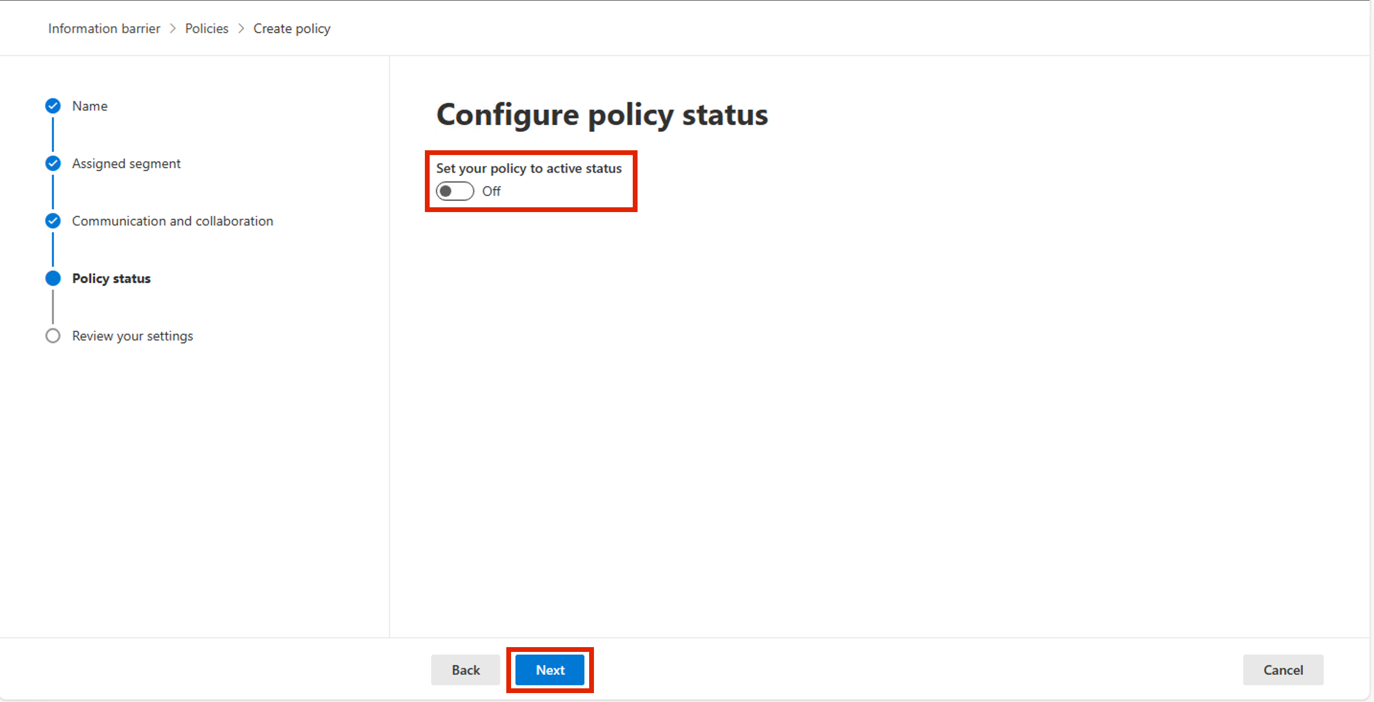 Information barrier > Policies > Create policy
Name
Assigned segment
Communication and collaboration
Policy status
Review your settings
Configure policy status
Set your policy to active status
Off
Back
Next
Cancel